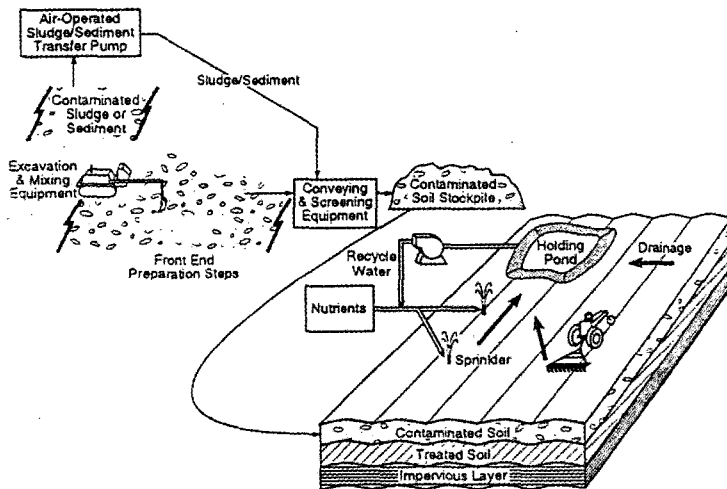 Air-Operated
Sludge/Sediment
Transfer Pump
Sludge/Sediment
Contaminated
Sludge or
Sediment
Excavation
& Mixing
Equipment
Conveying
& Screening
Equipment
Contaminated
Soil Stockpile
Front End
Preparation Steps
Recycle
Water
Holding
Pond
Drainage
Nutrients
Sprinkler
Contaminated Soil
Treated Soil
Impervious Layer